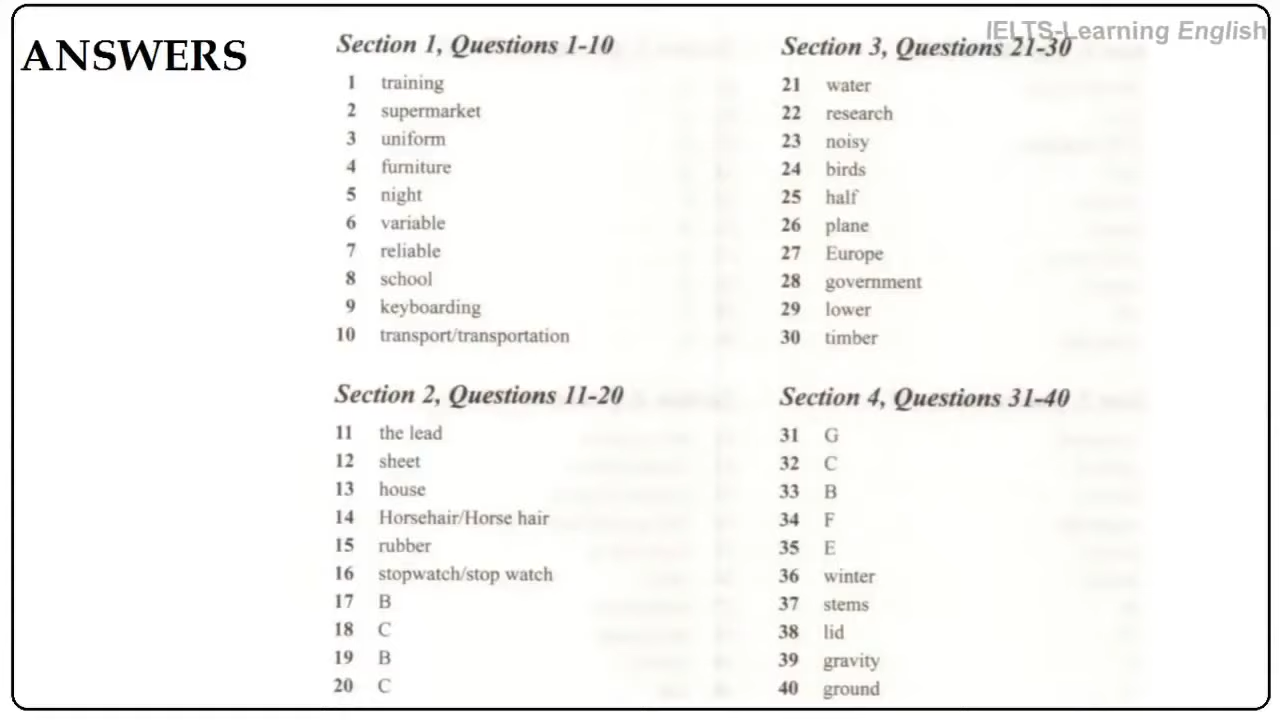 ANSWERS
IELTS-Learning English
Section 1, Questions 1-10
1 training
2 supermarket
3 uniform
4 furniture
5 night
6 variable
7 reliable
8 school
9 keyboarding
10 transport/transportation
Section 2, Questions 11-20
11 the lead
12 sheet
13 house
14 Horsehair/Horse hair
15 rubber
16 stopwatch/stop watch
17 B
18 C
19 B
20 C
Section 3, Questions 21-30
21 water
22 research
23 noisy
24 birds
25 half
26 plane
27 Europe
28 government
29 lower
30 timber
Section 4, Questions 31-40
31 G
32 C
33 B
34 F
35 E
36 winter
37 stems
38 lid
39 gravity
40 ground